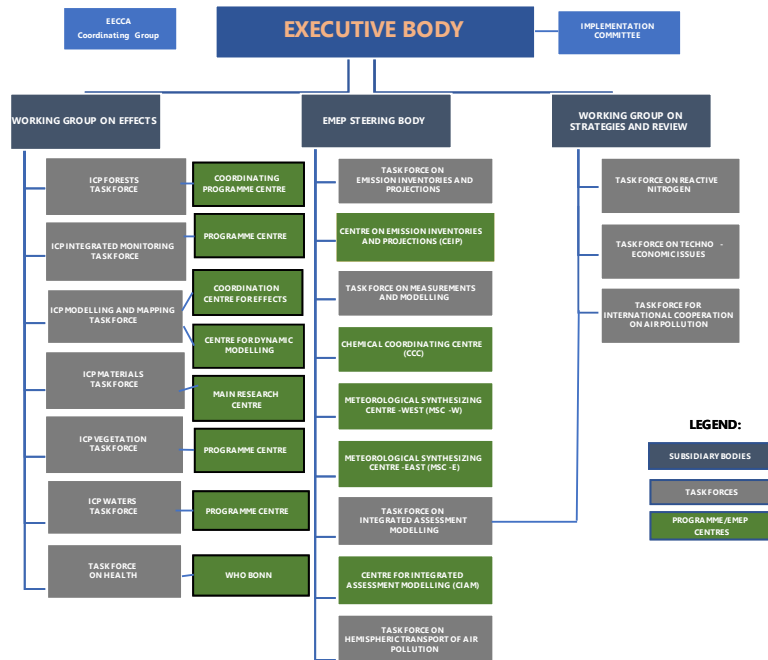 EECCA
Coordinating Group
EXECUTIVE BODY
IMPLEMENTATION
COMMITTEE
WORKING GROUP ON EFFECTS
EMEP STEERING BODY
WORKING GROUP ON
STRATEGIES AND REVIEW
ICP FORESTS
TASK FORCE
COORDINATING
PROGRAMME CENTRE
ICP INTEGRATED MONITORING
TASK FORCE
PROGRAMME CENTRE
ICP MODELLING AND MAPPING
TASK FORCE
COORDINATION
CENTRE FOR EFFECTS
CENTRE FOR DYNAMIC
MODELLING
ICP MATERIALS
TASK FORCE
MAIN RESEARCH
CENTRE
ICP VEGETATION
TASK FORCE
PROGRAMME CENTRE
ICP WATERS
TASK FORCE
PROGRAMME CENTRE
TASK FORCE
ON HEALTH
WHO BONN
TASK FORCE ON
EMISSION INVENTORIES AND
PROJECTIONS
CENTRE ON EMISSION INVENTORIES
AND PROJECTIONS (CEIP)
TASK FORCE ON MEASUREMENTS
AND MODELLING
CHEMICAL COORDINATING CENTRE
(CCC)
METEOROLOGICAL SYNTHESIZING
CENTRE -WEST (MSC -W)
METEOROLOGICAL SYNTHESIZING
CENTRE -EAST (MSC -E)
TASK FORCE ON
INTEGRATED ASSESSMENT
MODELLING
CENTRE FOR INTEGRATED
ASSESSMENT MODELLING (CIAM)
TASK FORCE ON
HEMISPHERIC TRANSPORT OF AIR
POLLUTION
TASK FORCE ON REACTIVE
NITROGEN
TASK FORCE ON TECHNO -
ECONOMIC ISSUES
TASK FORCE FOR
INTERNATIONAL COOPERATION
ON AIR POLLUTION
LEGEND:
SUBSIDIARY BODIES
TASK FORCES
PROGRAMME/EMEP
CENTRES